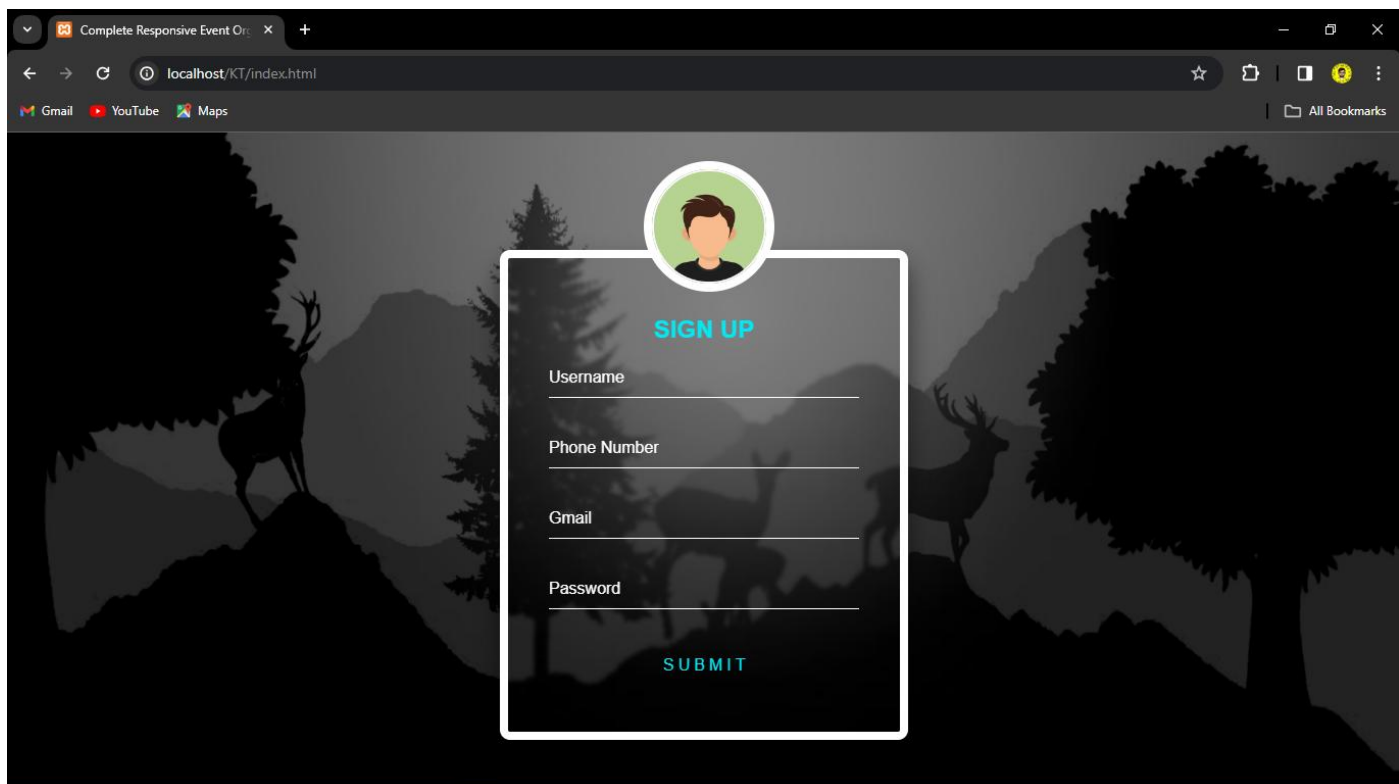 Complete Responsive Event Or
localhost/KT/index.html
Gmail YouTube Maps All Bookmarks
SIGN UP
Username
Phone Number
Gmail
Password
SUBMIT